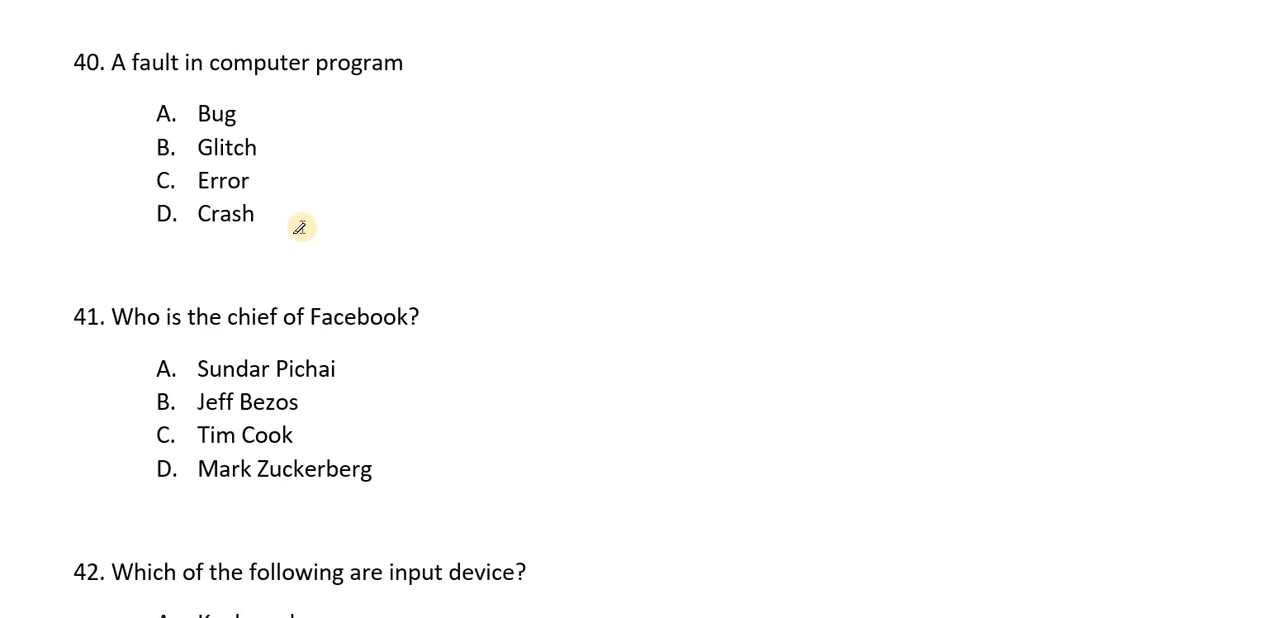 40. A fault in computer program
A. Bug
B. Glitch
C. Error
D. Crash
41. Who is the chief of Facebook?
A. Sundar Pichai
B. Jeff Bezos
C. Tim Cook
D. Mark Zuckerberg
42. Which of the following are input device?